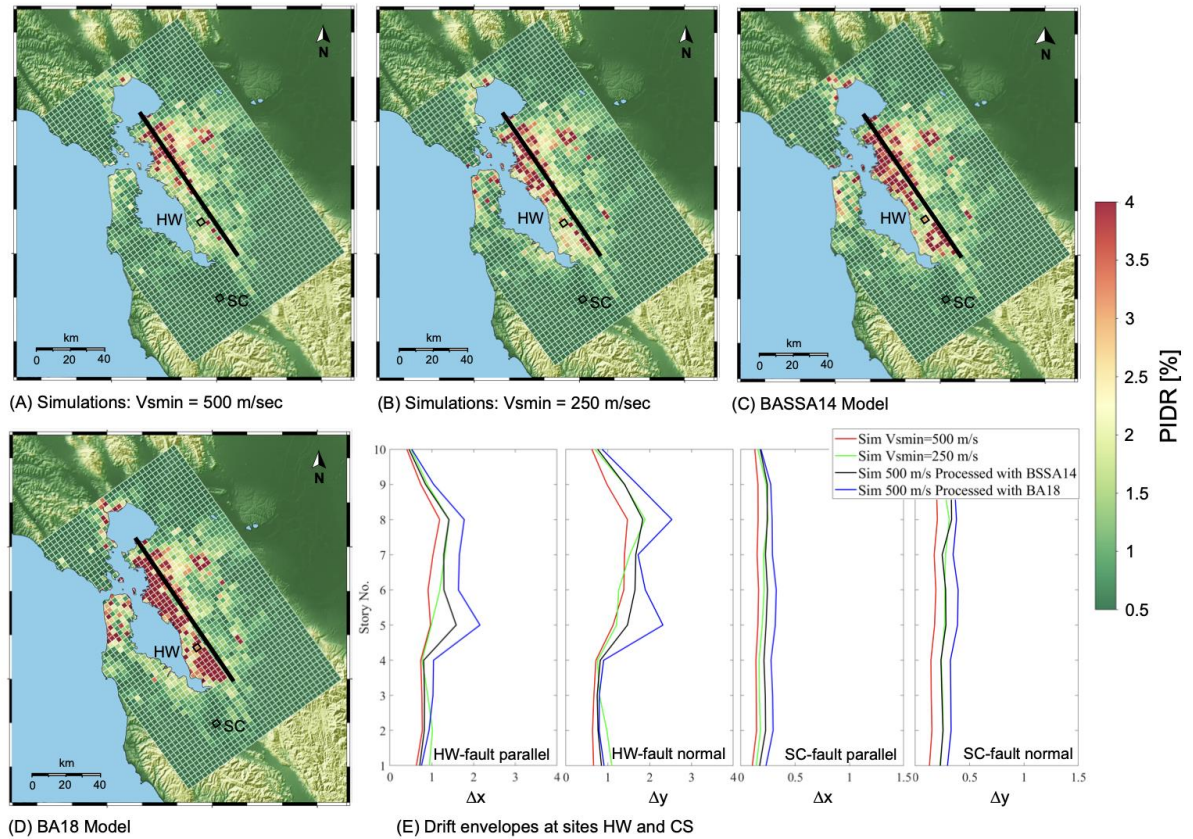 N
HW
SC
km
0 20 40
(A) Simulations: Vsmin = 500 m/sec
N
HW
SC
km
0 20 40
(B) Simulations: Vsmin = 250 m/sec
N
HW
SC
km
0 20 40
(C) BASSA14 Model
4
3.5
3
2.5
2
1.5
1
0.5
PIDR [%]
N
HW
SC
km
0 20 40
(D) BA18 Model
Sim Vsmin=500 m/s
Sim Vsmin=250 m/s
Sim 500 m/s Processed with BSSA14
Sim 500 m/s Processed with BA18
10
9
8
7
6
5
4
3
2
1
Story No.
HW-fault parallel
HW-fault normal
SC-fault parallel
SC-fault normal
0 1 2 3 4
0 1 2 3 4
0 0.5 1 1.5
0 0.5 1 1.5
Δx
Δy
Δx
Δy
(E) Drift envelopes at sites HW and CS